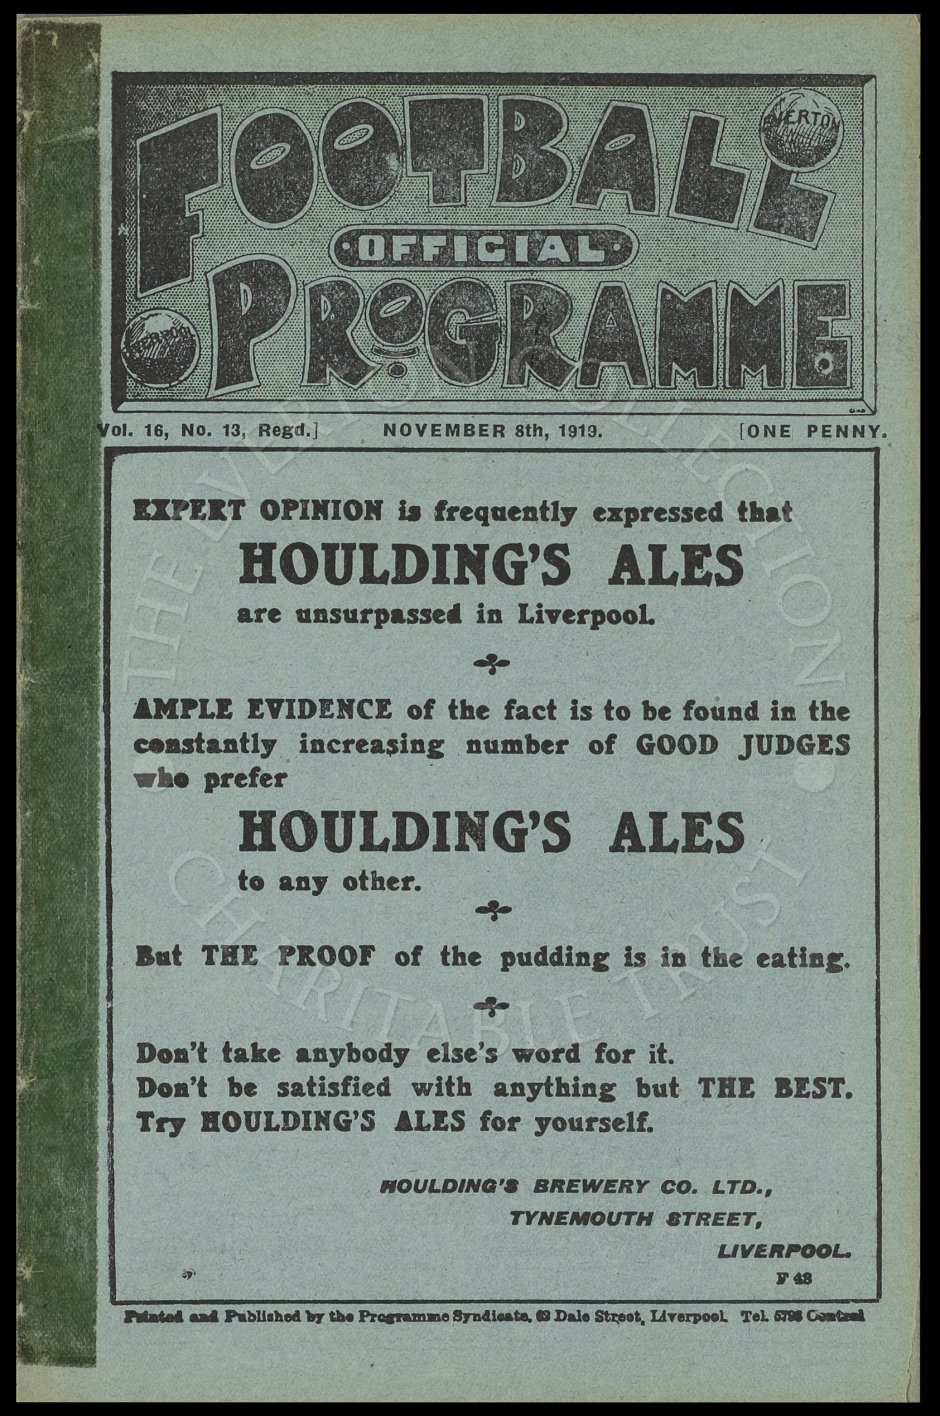 FOOTBALL
EVERTON
OFFICIAL
PROGRAMME
LIVERPOOL
Vol. 16, No. 13, Regd.]    NOVEMBER 8th, 1919.    [ONE PENNY.
EXPERT OPINION is frequently expressed that
HOULDING'S ALES
are unsurpassed in Liverpool.
AMPLE EVIDENCE of the fact is to be found in the
constantly increasing number of GOOD JUDGES
who prefer
HOULDING'S ALES
to any other.
But THE PROOF of the pudding is in the eating.
Don't take anybody else's word for it.
Don't be satisfied with anything but THE BEST.
Try HOULDING'S ALES for yourself.
HOULDING'S BREWERY CO. LTD.,
TYNEMOUTH STREET,
LIVERPOOL.
F 43
Printed and Published by the Programme Syndicate, 62 Dale Street, Liverpool. Tel. 5796 Central
THE EVERTON COLLECTION
CHARITABLE TRUST